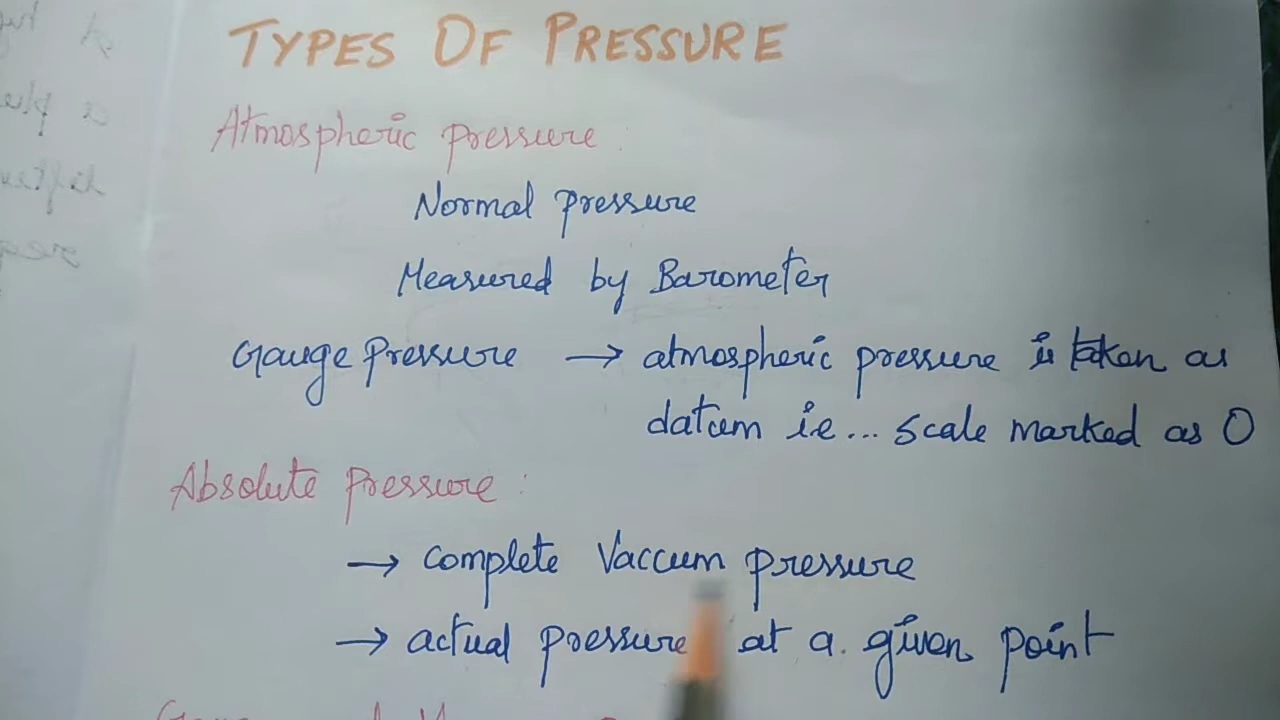 TYPES OF PRESSURE
Atmospheric pressure:
Normal pressure
Measured by Barometer
Gauge Pressure → atmospheric pressure is taken as
datum i.e... scale marked as 0
Absolute Pressure:
→ complete Vaccum pressure
→ actual pressure at a given point